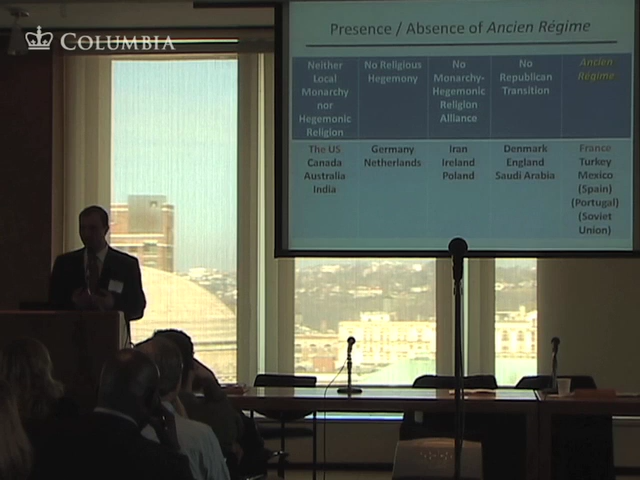 COLUMBIA
Presence / Absence of Ancien Régime
Neither
Local
Monarchy
nor
Hegemonic
Religion
No Religious
Hegemony
No
Monarchy-
Hegemonic
Religion
Alliance
No
Republican
Transition
Ancien
Régime
The US
Canada
Australia
India
Germany
Netherlands
Iran
Ireland
Poland
Denmark
England
Saudi Arabia
France
Turkey
Mexico
(Spain)
(Portugal)
(Soviet
Union)